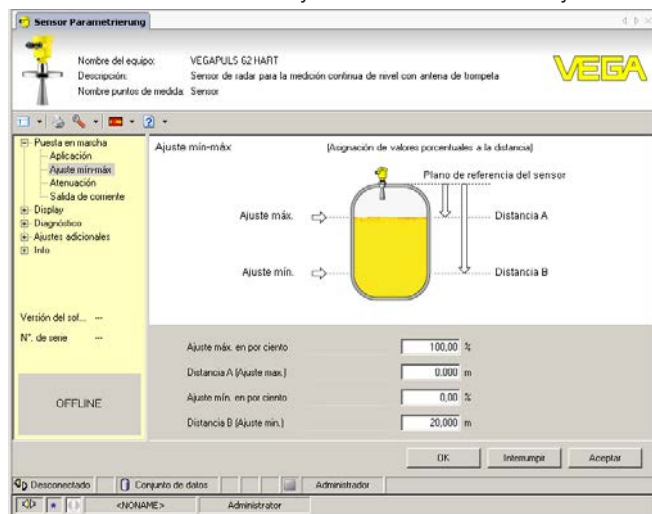 Sensor Parametrierung
Nombre del equipo: VEGAPULS 62 HART
Descripción: Sensor de radar para la medición continua de nivel con antena de trompeta
Nombre puntos de medida: Sensor
VEGA
Puesta en marcha
Aplicación
Ajuste mín-máx
Atenuación
Salida de corriente
Display
Diagnóstico
Ajustes adicionales
Info
Versión del sof... ---
N°. de serie ---
OFFLINE
Ajuste mín-máx
(Asignación de valores porcentuales a la distancia)
Plano de referencia del sensor
Ajuste máx.
Distancia A
Ajuste mín.
Distancia B
Ajuste máx. en por ciento 100,00 %
Distancia A (Ajuste max.) 0.000 m
Ajuste mín. en por ciento 0,00 %
Distancia B (Ajuste min.) 20,000 m
OK Interrumpir Aceptar
Desconectado Conjunto de datos Administrador
<NONAME> Administrator